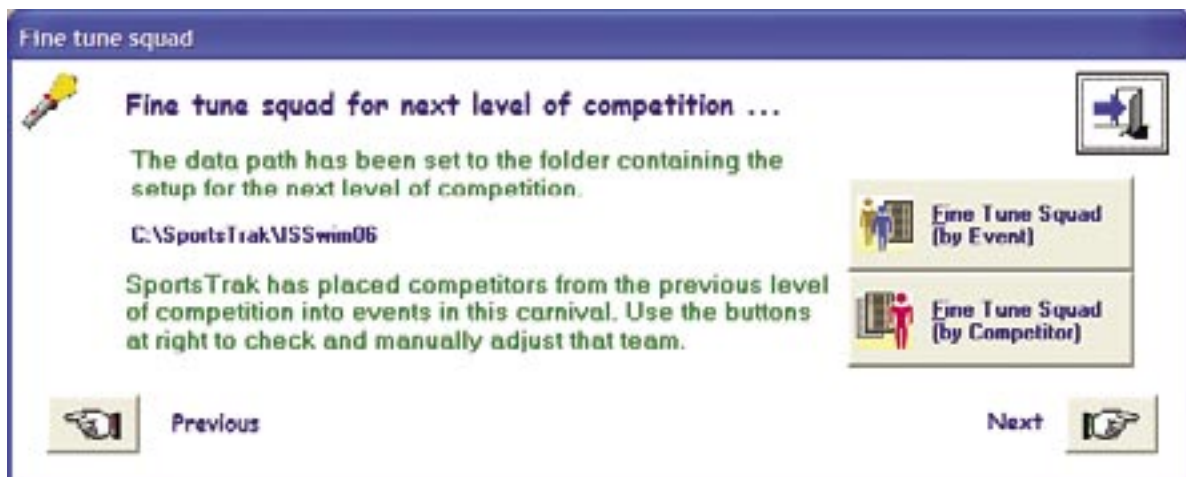 Fine tune squad
Fine tune squad for next level of competition ...
The data path has been set to the folder containing the
setup for the next level of competition.
C:\SportsTrak\ISSwim06
SportsTrak has placed competitors from the previous level
of competition into events in this carnival. Use the buttons
at right to check and manually adjust that team.
Fine Tune Squad
(by Event)
Fine Tune Squad
(by Competitor)
Previous
Next